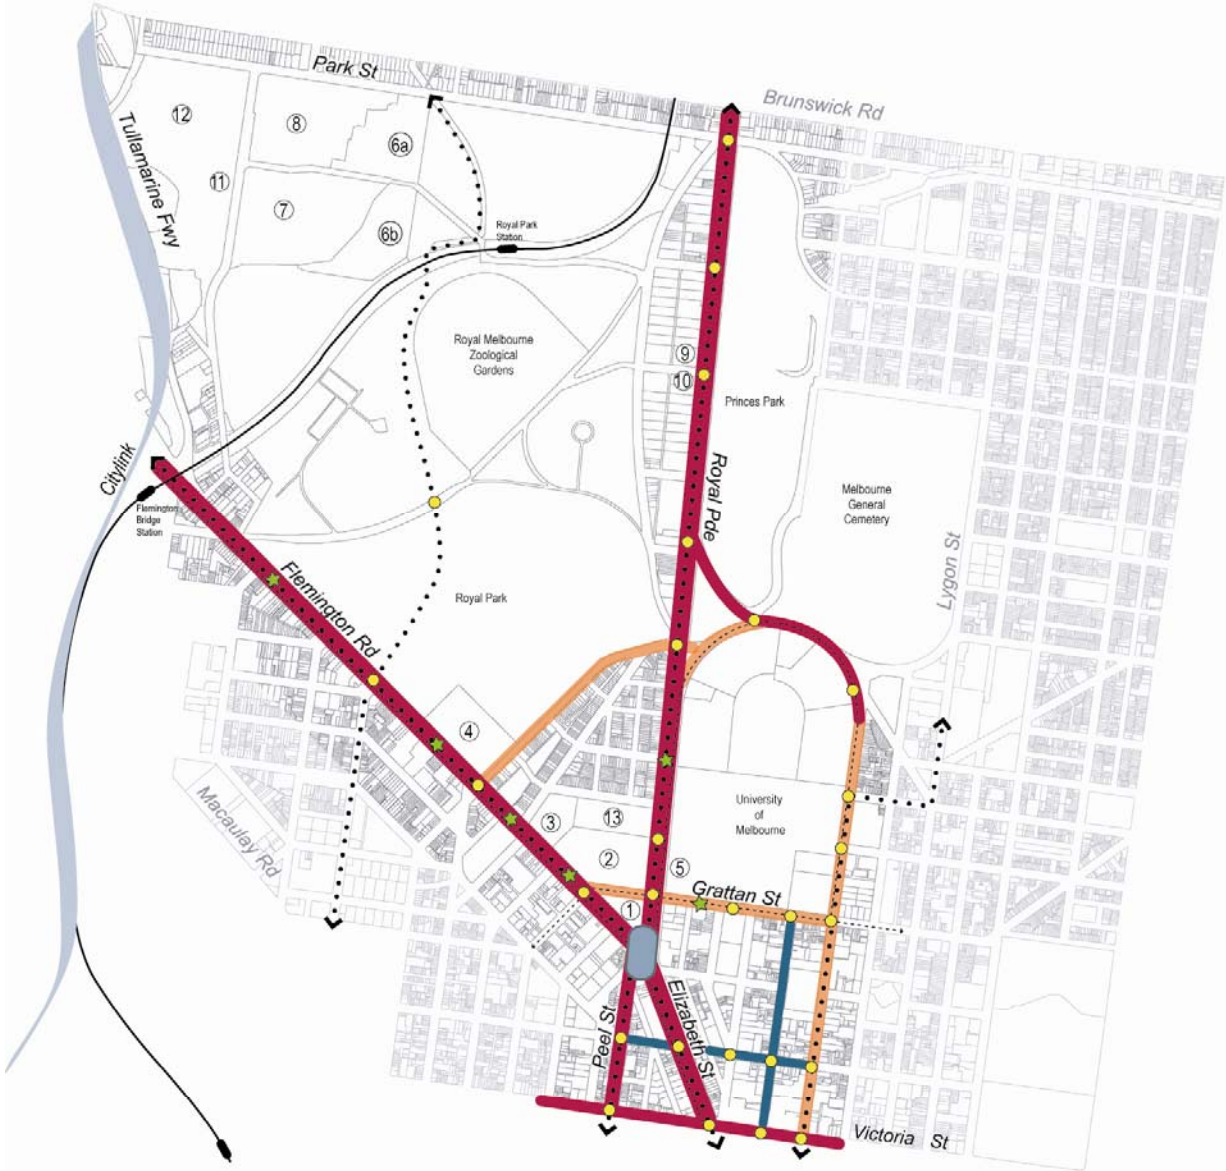 Park St
Brunswick Rd
12
8
6a
Tullamarine Fwy
11
7
6b
Royal Park
Station
Royal Melbourne
Zoological
Gardens
9
10
Princes Park
Citylink
Royal Pde
Flemington
Bridge
Station
Melbourne
General
Cemetery
Lygon St
Flemington Rd
Royal Park
4
Macaulay Rd
3
13
University
of
Melbourne
2
5
Grattan St
1
Peel St
Elizabeth St
Victoria St